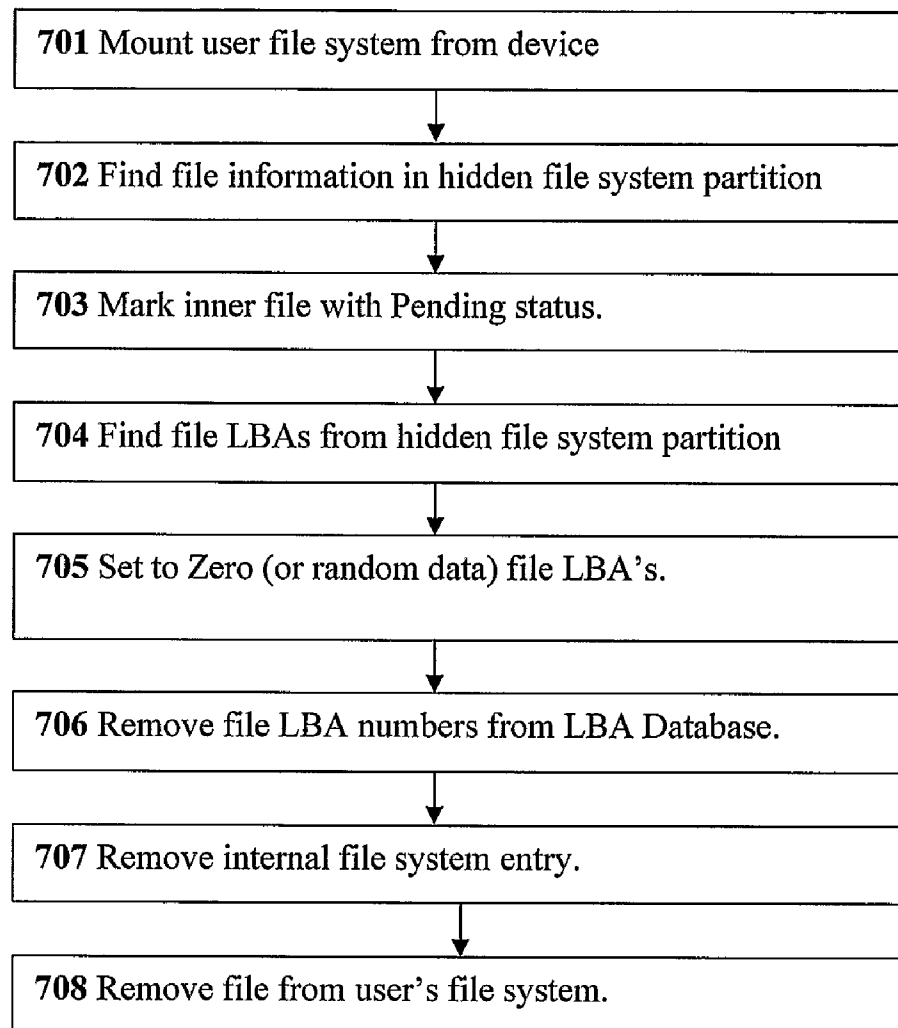 701 Mount user file system from device
702 Find file information in hidden file system partition
703 Mark inner file with Pending status.
704 Find file LBAs from hidden file system partition
705 Set to Zero (or random data) file LBA's.
706 Remove file LBA numbers from LBA Database.
707 Remove internal file system entry.
708 Remove file from user's file system.